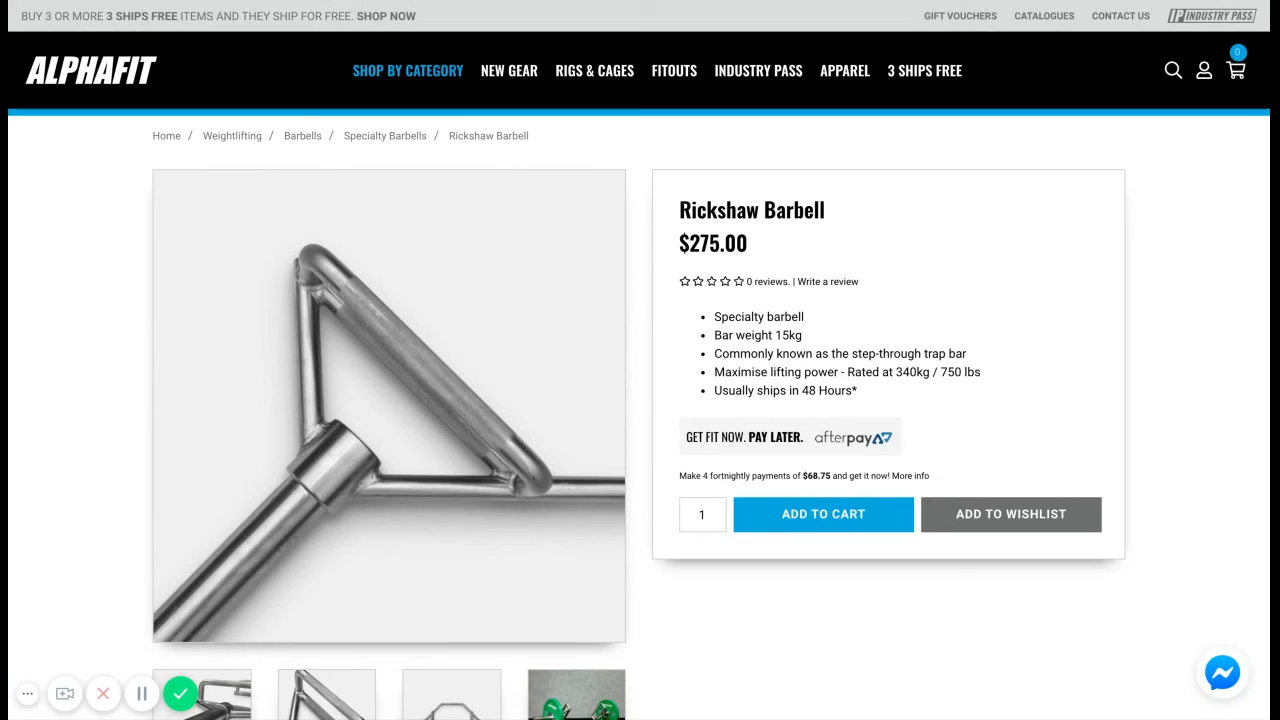 BUY 3 OR MORE 3 SHIPS FREE ITEMS AND THEY SHIP FOR FREE. SHOP NOW
GIFT VOUCHERS CATALOGUES CONTACT US IP INDUSTRY PASS
ALPHAFIT
SHOP BY CATEGORY NEW GEAR RIGS & CAGES FITOUTS INDUSTRY PASS APPAREL 3 SHIPS FREE
0
Home / Weightlifting / Barbells / Specialty Barbells / Rickshaw Barbell
Rickshaw Barbell
$275.00
0 reviews. | Write a review
• Specialty barbell
• Bar weight 15kg
• Commonly known as the step-through trap bar
• Maximise lifting power - Rated at 340kg / 750 lbs
• Usually ships in 48 Hours*
GET FIT NOW. PAY LATER. afterpay
Make 4 fortnightly payments of $68.75 and get it now! More info
1 ADD TO CART ADD TO WISHLIST